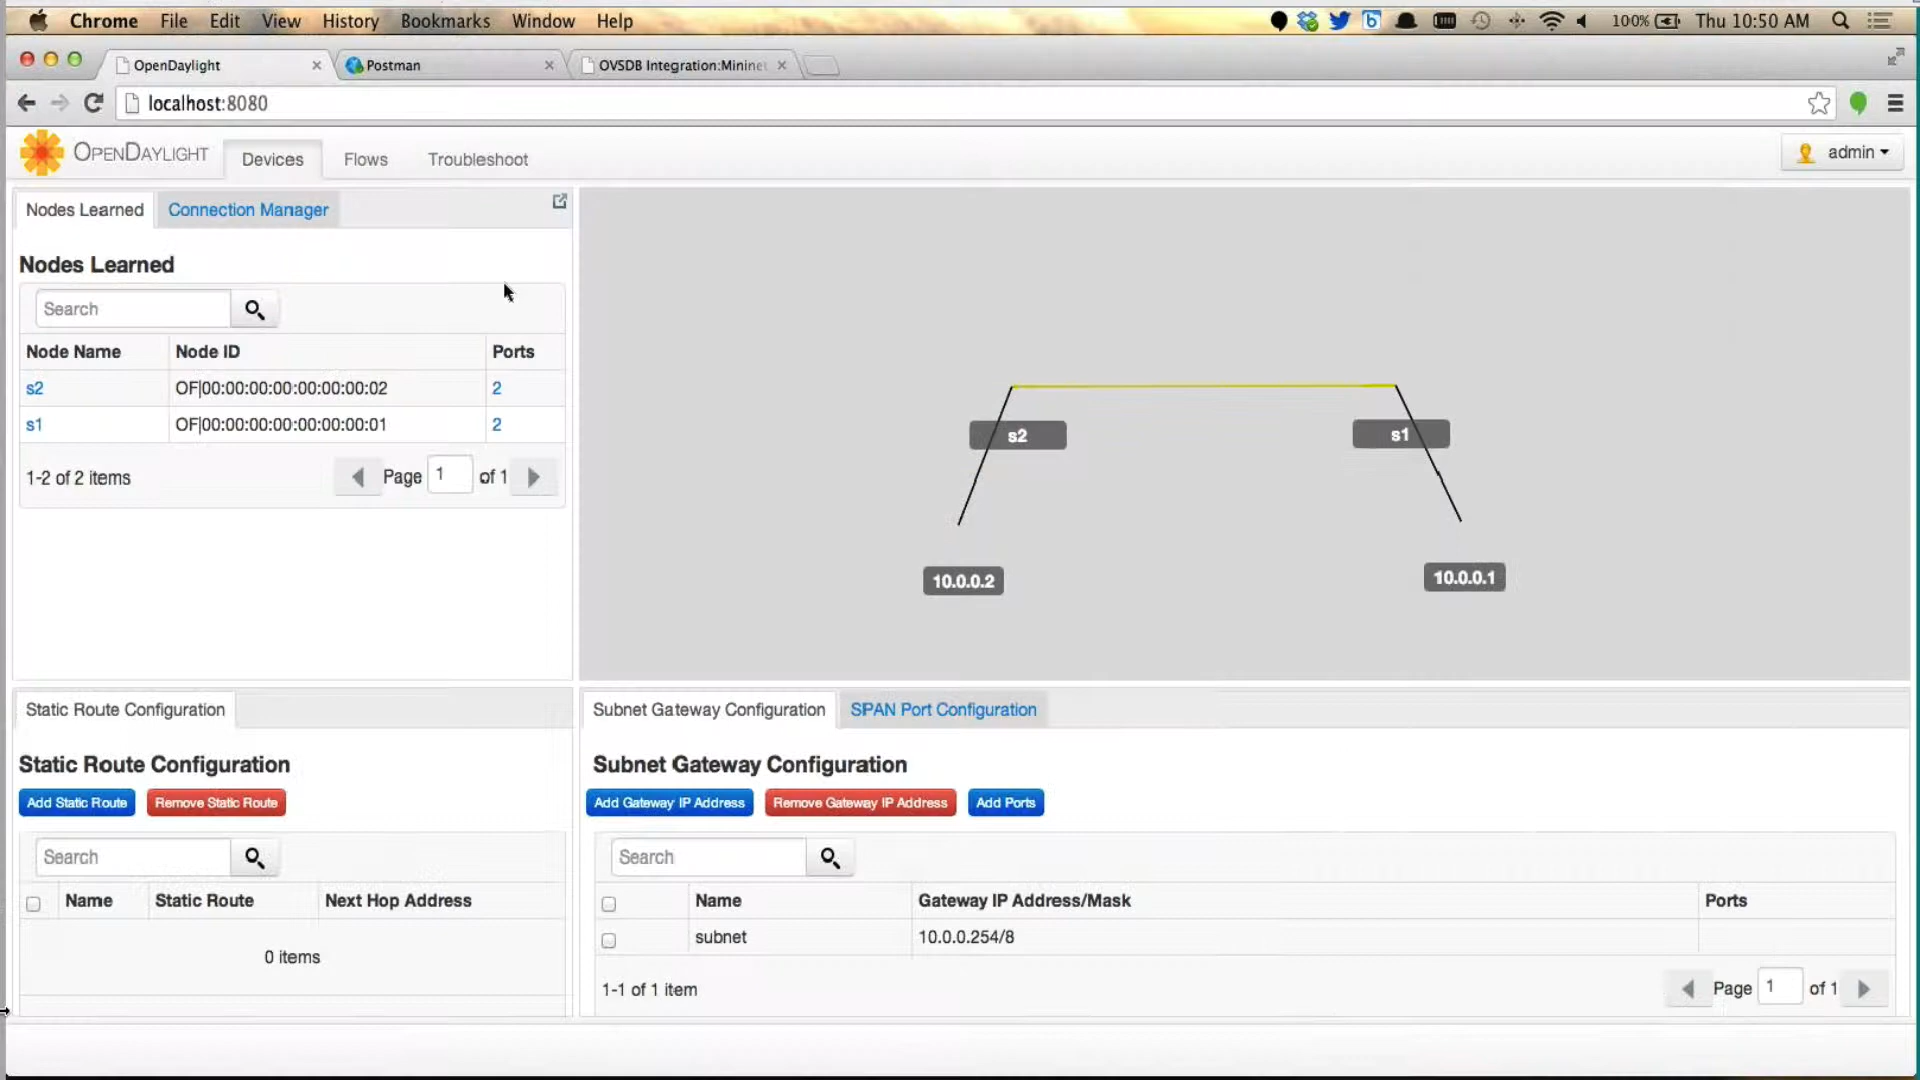 Chrome File Edit View History Bookmarks Window Help 100% Thu 10:50 AM
OpenDaylight Postman OVSDB Integration:Minine
localhost:8080
OPENDAYLIGHT Devices Flows Troubleshoot admin
Nodes Learned Connection Manager
Nodes Learned
Search
Node Name Node ID Ports
s2 OF|00:00:00:00:00:00:00:02 2
s1 OF|00:00:00:00:00:00:00:01 2
1-2 of 2 items Page 1 of 1
s2 s1
10.0.0.2 10.0.0.1
Static Route Configuration
Static Route Configuration
Add Static Route Remove Static Route
Search
Name Static Route Next Hop Address
0 items
Subnet Gateway Configuration SPAN Port Configuration
Subnet Gateway Configuration
Add Gateway IP Address Remove Gateway IP Address Add Ports
Search
Name Gateway IP Address/Mask Ports
subnet 10.0.0.254/8
1-1 of 1 item Page 1 of 1